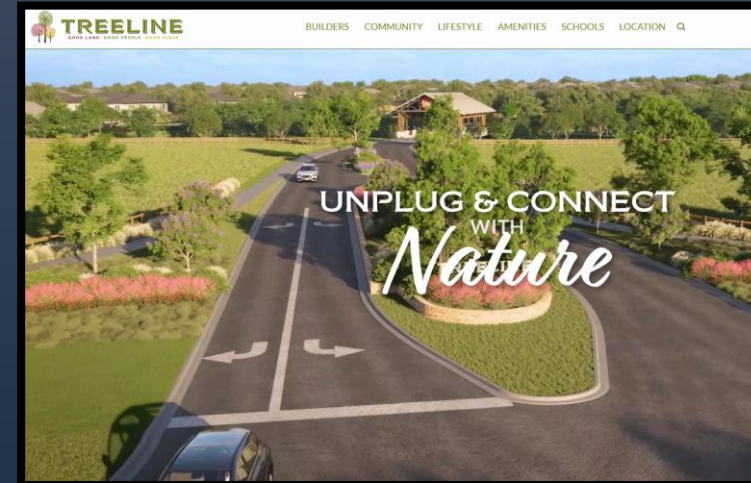 TREELINE
GOOD LAND GOOD PEOPLE GOOD PLACE
BUILDERS COMMUNITY LIFESTYLE AMENITIES SCHOOLS LOCATION
UNPLUG & CONNECT
WITH
Nature